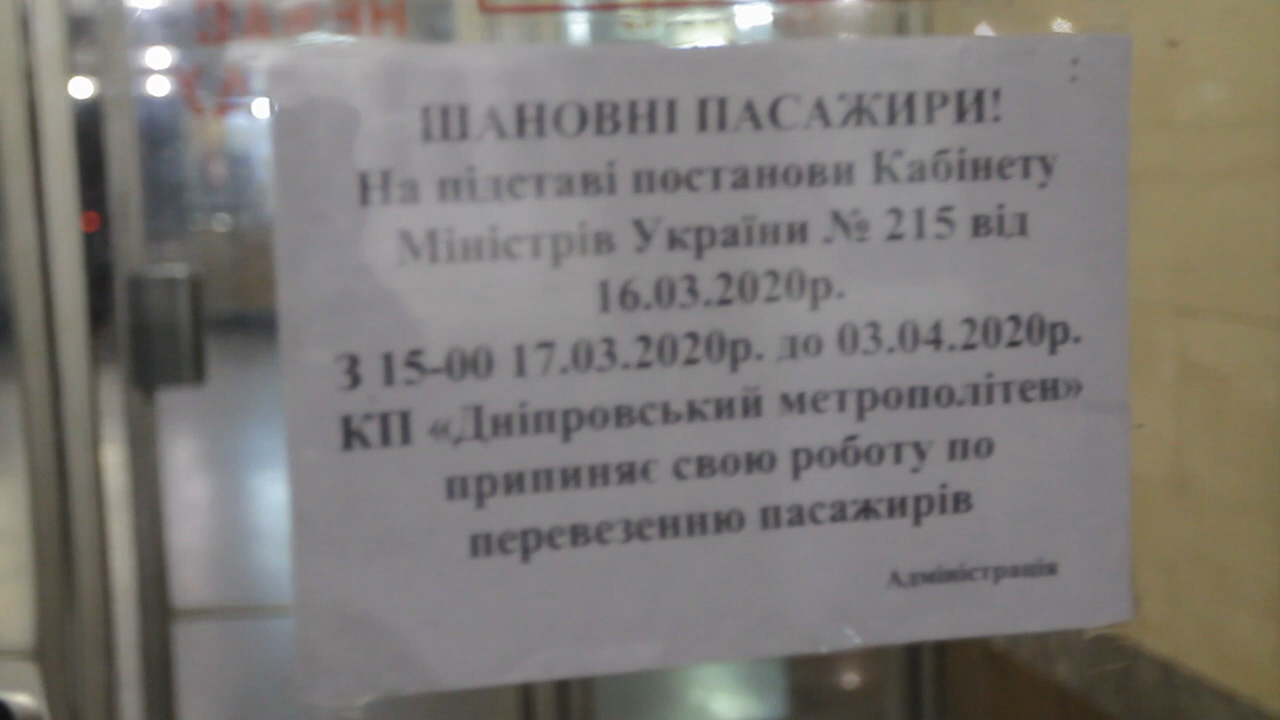 ШАНОВНІ ПАСАЖИРИ!
На підставі постанови Кабінету
Міністрів України № 215 від
16.03.2020р.
З 15-00 17.03.2020р. до 03.04.2020р.
КП «Дніпровський метрополітен»
припиняє свою роботу по
перевезенню пасажирів
Адміністрація